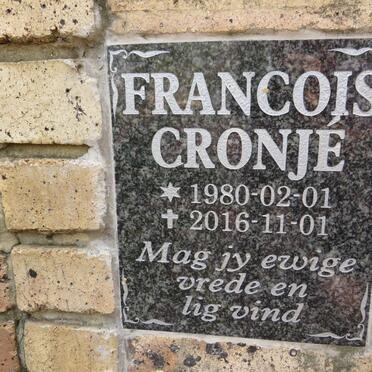 FRANCOIS
CRONJÉ
✶ 1980-02-01
✝ 2016-11-01
Mag jy ewige
vrede en
lig vind